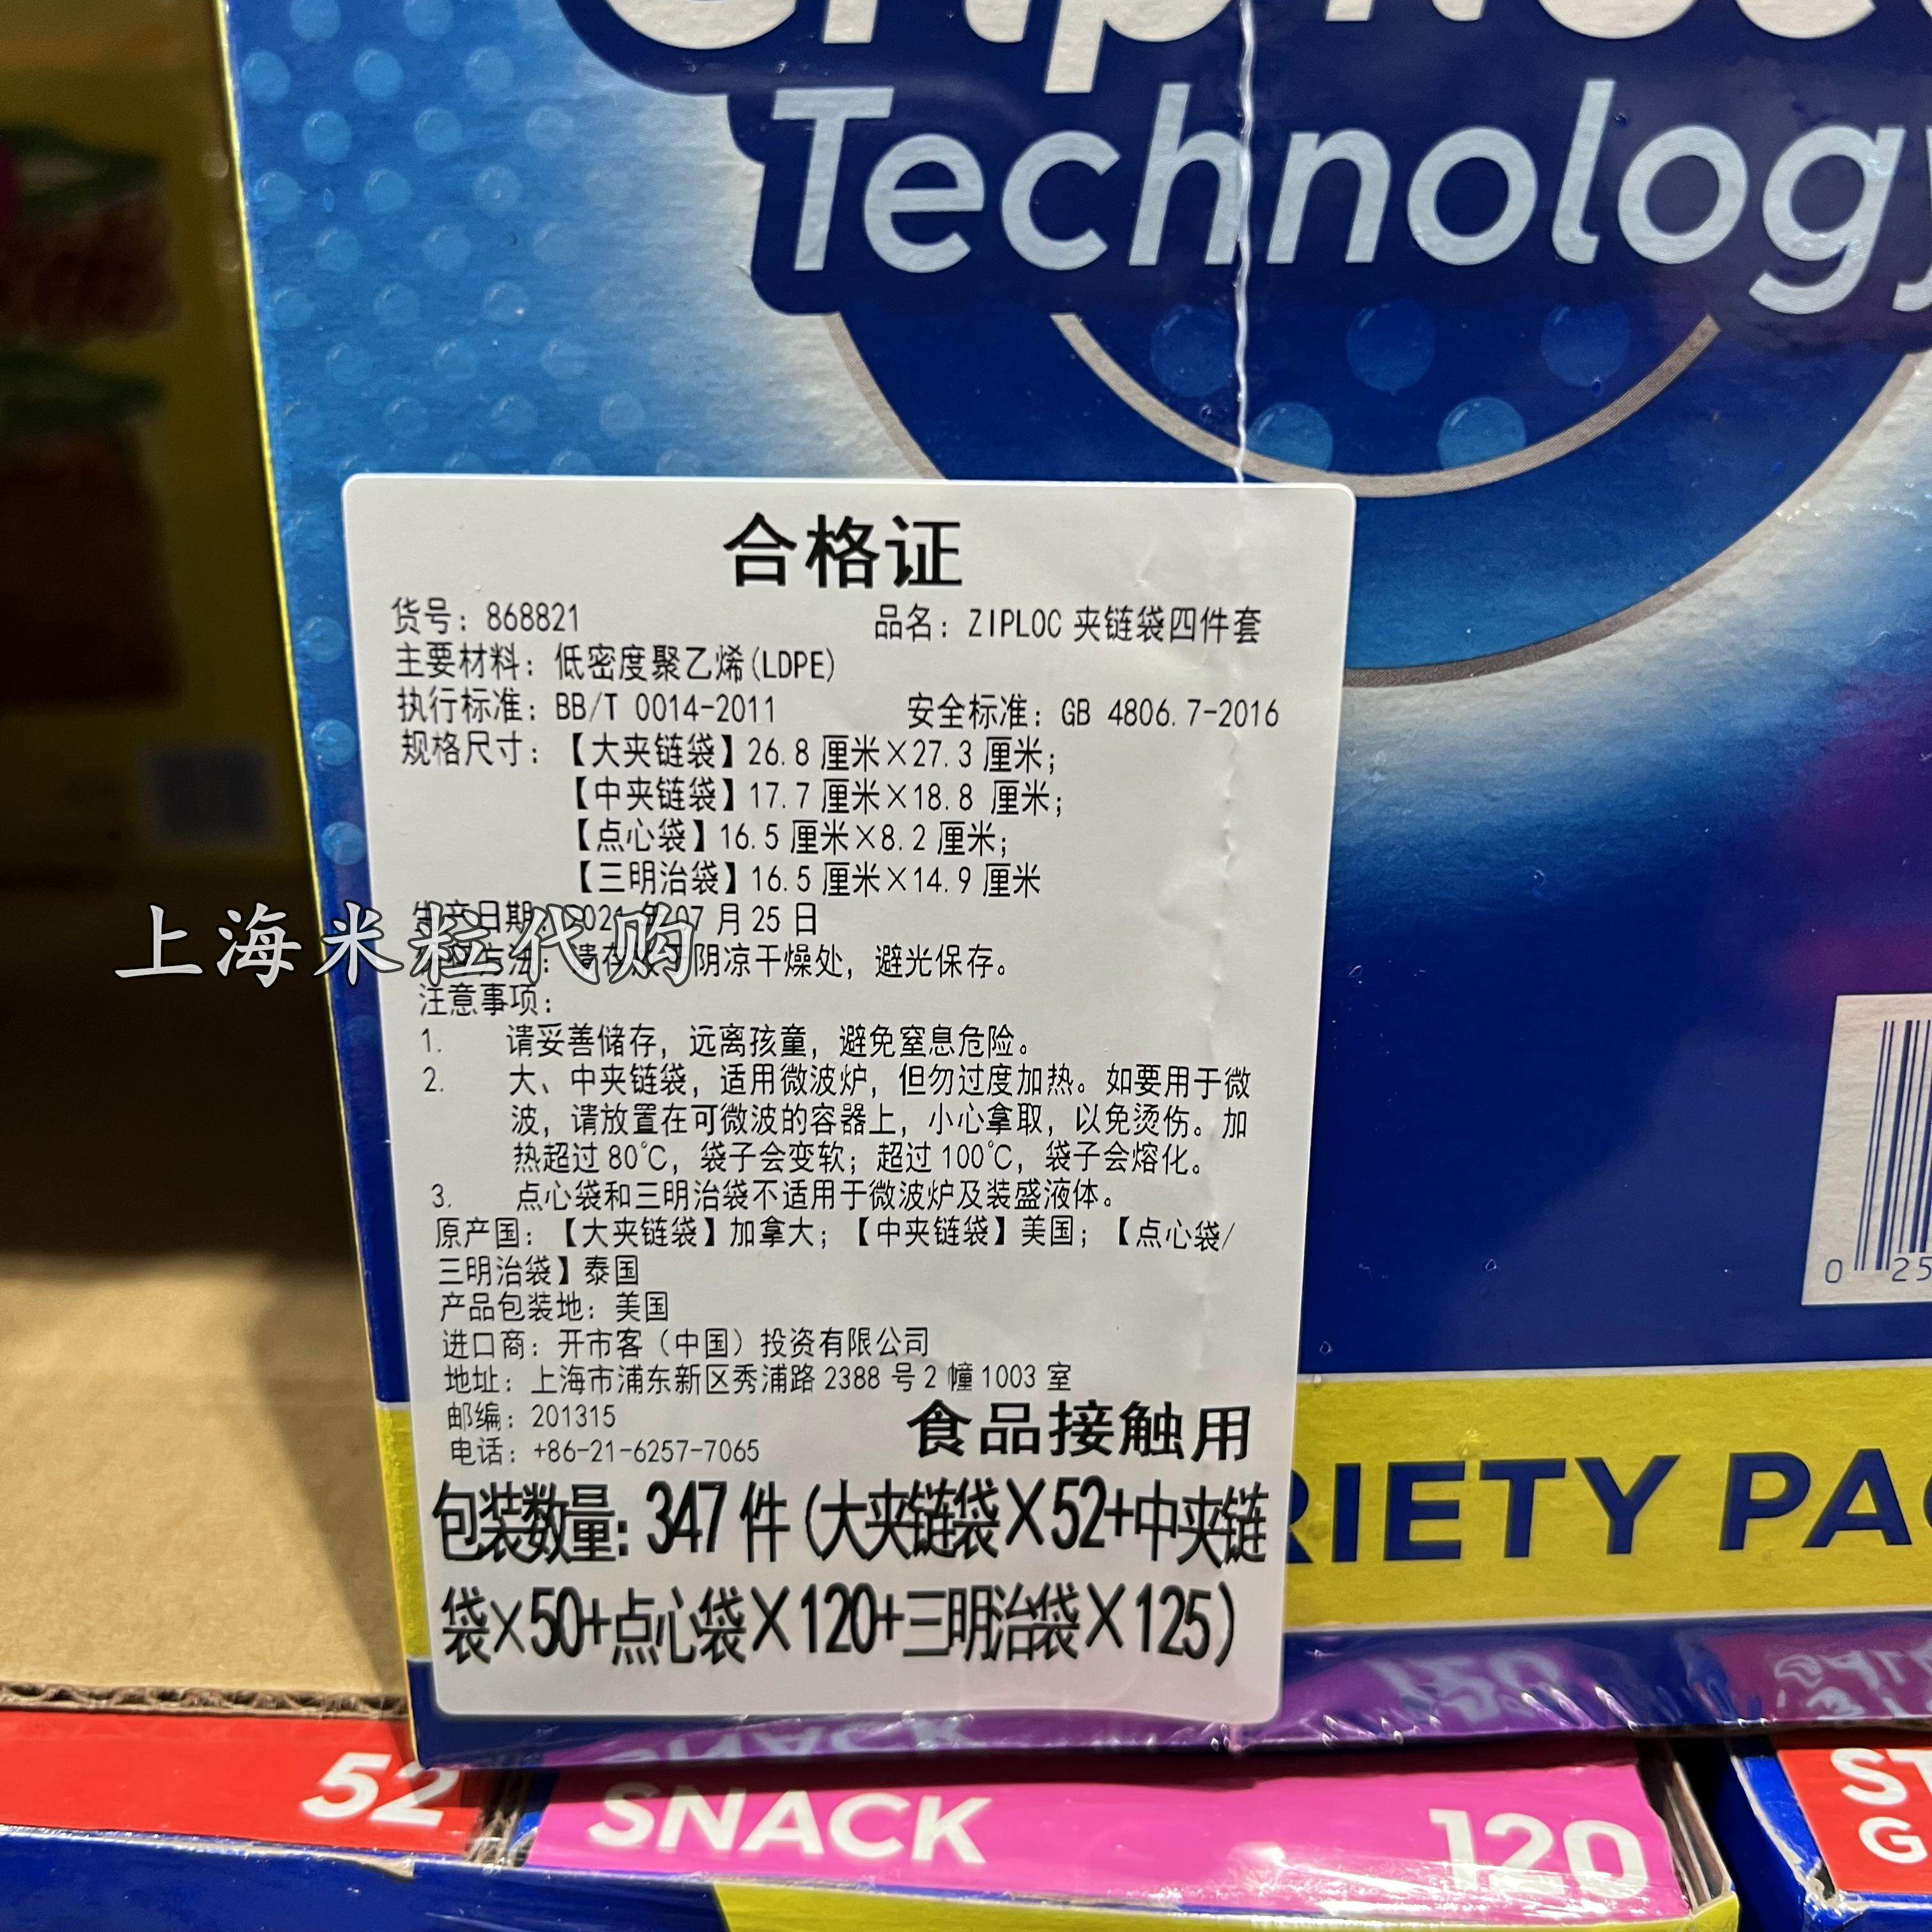 Technology
合格证
货号：868821 品名：ZIPLOC 夹链袋四件套
主要材料：低密度聚乙烯(LDPE)
执行标准：BB/T 0014-2011 安全标准：GB 4806.7-2016
规格尺寸：【大夹链袋】26.8 厘米×27.3 厘米；
【中夹链袋】17.7 厘米×18.8 厘米；
【点心袋】16.5 厘米×8.2 厘米；
【三明治袋】16.5 厘米×14.9 厘米
生产日期：2021 年 07 月 25 日
上海米粒代购
方法：请存放于阴凉干燥处，避光保存。
注意事项：
1. 请妥善储存，远离孩童，避免窒息危险。
2. 大、中夹链袋，适用微波炉，但勿过度加热。如要用于微
波，请放置在可微波的容器上，小心拿取，以免烫伤。加
热超过 80℃，袋子会变软；超过 100℃，袋子会熔化。
3. 点心袋和三明治袋不适用于微波炉及装盛液体。
原产国：【大夹链袋】加拿大；【中夹链袋】美国；【点心袋/
三明治袋】泰国
产品包装地：美国
进口商：开市客（中国）投资有限公司
地址：上海市浦东新区秀浦路 2388 号 2 幢 1003 室
邮编：201315
电话：+86-21-6257-7065 食品接触用
包装数量：347 件（大夹链袋×52+中夹链
袋×50+点心袋×120+三明治袋×125）
0 25
RIETY PAC
52
SNACK
120
ST
G